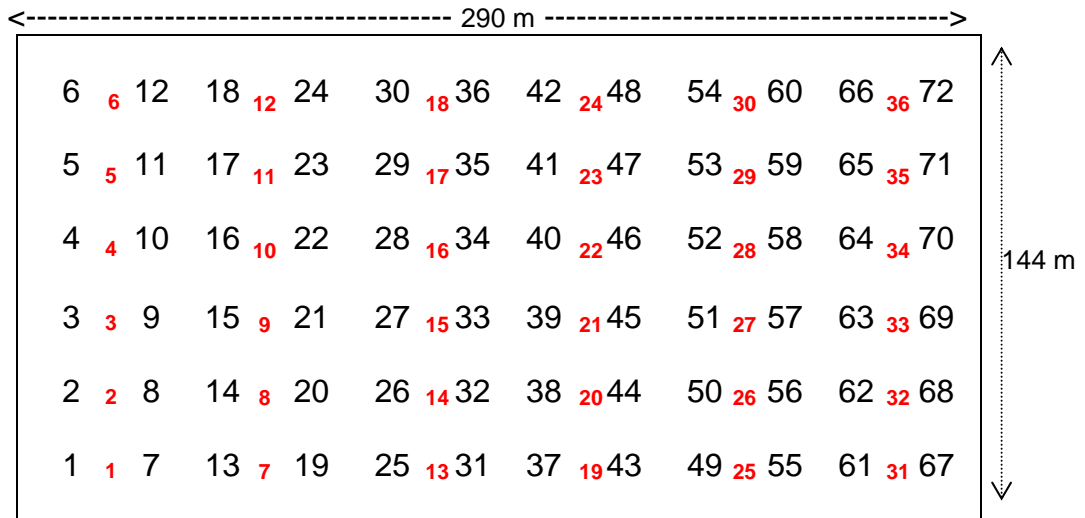 <--------------------------------------- 290 m ------------------------------------->
6 6 12 18 12 24 30 18 36 42 24 48 54 30 60 66 36 72
5 5 11 17 11 23 29 17 35 41 23 47 53 29 59 65 35 71
4 4 10 16 10 22 28 16 34 40 22 46 52 28 58 64 34 70
144 m
3 3 9 15 9 21 27 15 33 39 21 45 51 27 57 63 33 69
2 2 8 14 8 20 26 14 32 38 20 44 50 26 56 62 32 68
1 1 7 13 7 19 25 13 31 37 19 43 49 25 55 61 31 67